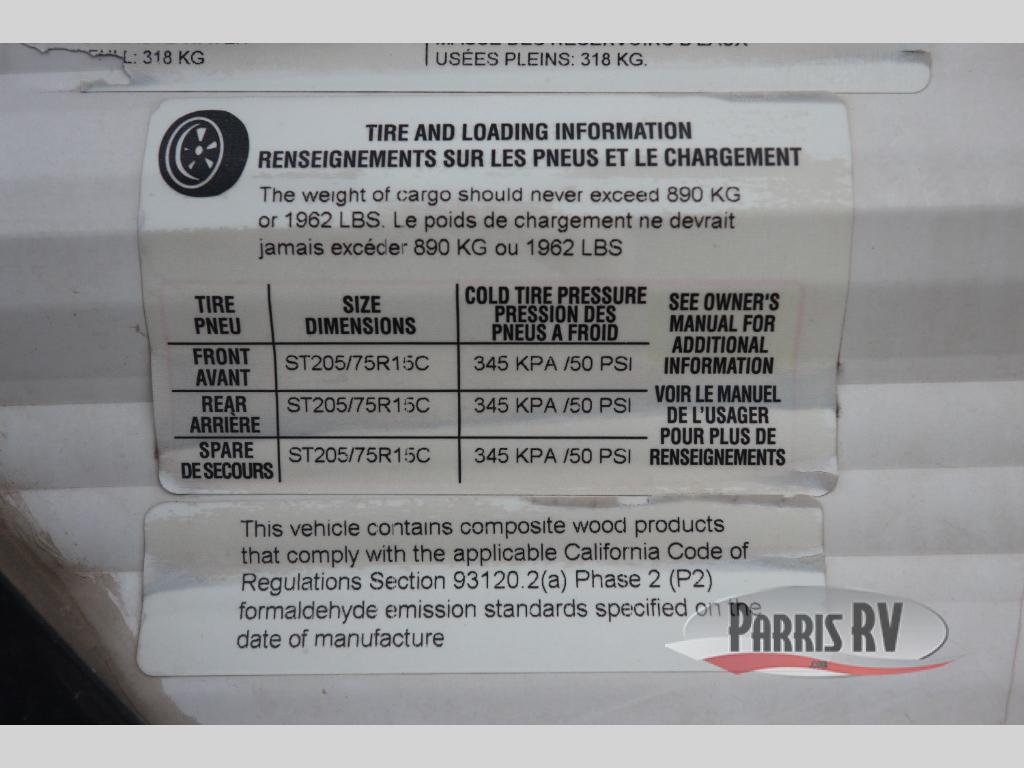 L: 318 KG
USÉES PLEINS: 318 KG.
TIRE AND LOADING INFORMATION
RENSEIGNEMENTS SUR LES PNEUS ET LE CHARGEMENT
The weight of cargo should never exceed 890 KG
or 1962 LBS. Le poids de chargement ne devrait
jamais excéder 890 KG ou 1962 LBS
TIRE
PNEU
SIZE
DIMENSIONS
COLD TIRE PRESSURE
PRESSION DES
PNEUS A FROID
SEE OWNER'S
MANUAL FOR
ADDITIONAL
INFORMATION
FRONT
AVANT
ST205/75R15C
345 KPA /50 PSI
REAR
ARRIÈRE
ST205/75R15C
345 KPA /50 PSI
VOIR LE MANUEL
DE L'USAGER
POUR PLUS DE
RENSEIGNEMENTS
SPARE
DE SECOURS
ST205/75R15C
345 KPA /50 PSI
This vehicle contains composite wood products
that comply with the applicable California Code of
Regulations Section 93120.2(a) Phase 2 (P2)
formaldehyde emission standards specified on the
date of manufacture
PARRIS RV
.com